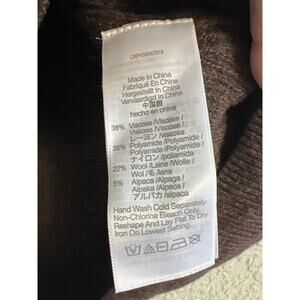 Made in China
Fabriqué En Chine
Hergestellt In China
Vervaardigd In China
中国製
hecho en china
38% Viscose /Viscose /
Viskose /Viscose /
レーヨン /viscosa
35% Polyamide /Polyamide /
Polyamid /Polyamide /
ナイロン /poliamida
22% Wool /Laine /Wolle /
Wol /毛 /lana
5% Alpaca /Alpaga /
Alpaka /Alpaca /
アルパカ /alpaca
Hand Wash Cold Separately.
Non-Chlorine Bleach Only.
Reshape And Lay Flat To Dry.
Iron On Lowest Setting.